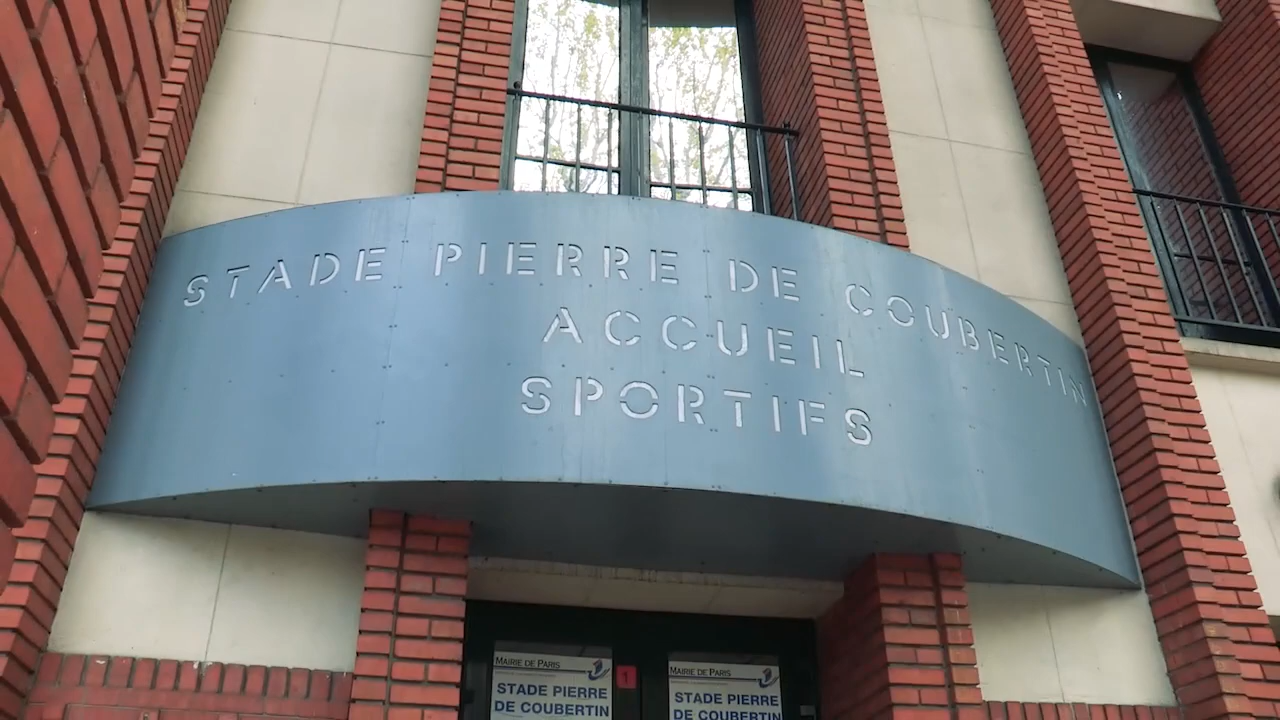 STADE PIERRE DE COUBERTIN
ACCUEIL
SPORTIFS
MAIRIE DE PARIS
STADE PIERRE
DE COUBERTIN
1
MAIRIE DE PARIS
STADE PIERRE
DE COUBERTIN